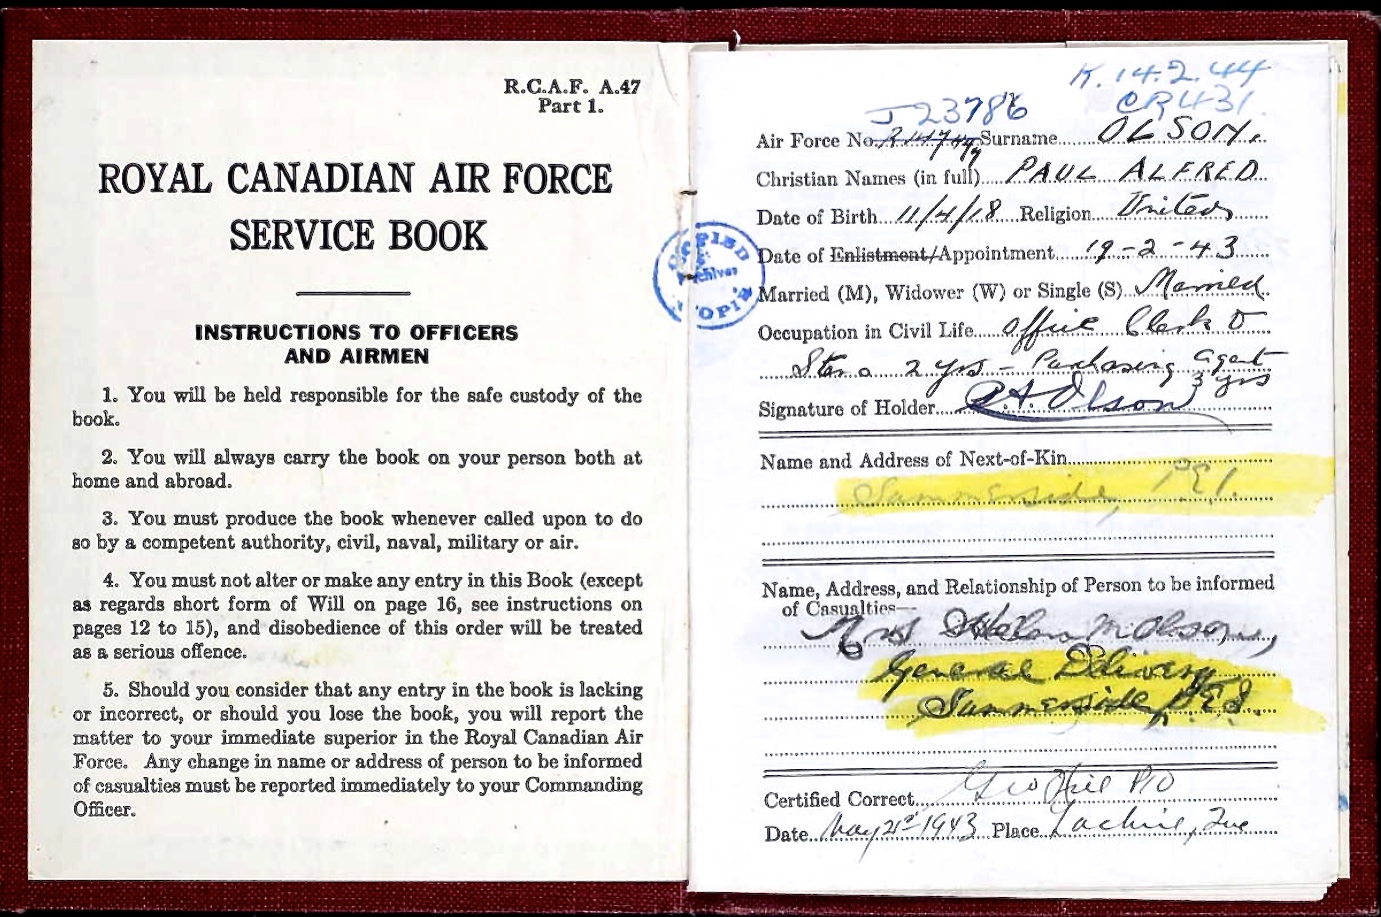 R.C.A.F. A.47
Part 1.
ROYAL CANADIAN AIR FORCE
SERVICE BOOK
INSTRUCTIONS TO OFFICERS
AND AIRMEN
1. You will be held responsible for the safe custody of the
book.
2. You will always carry the book on your person both at
home and abroad.
3. You must produce the book whenever called upon to do
so by a competent authority, civil, naval, military or air.
4. You must not alter or make any entry in this Book (except
as regards short form of Will on page 16, see instructions on
pages 12 to 15), and disobedience of this order will be treated
as a serious offence.
5. Should you consider that any entry in the book is lacking
or incorrect, or should you lose the book, you will report the
matter to your immediate superior in the Royal Canadian Air
Force. Any change in name or address of person to be informed
of casualties must be reported immediately to your Commanding
Officer.
COPIED
Archives
COPIE
K.14.2.44
J23786 CR431
Air Force No. Surname OLSON.
Christian Names (in full) PAUL ALFRED
Date of Birth 11/4/18 Religion United
Date of Enlistment/Appointment 19-2-43
Married (M), Widower (W) or Single (S) Married
Occupation in Civil Life Office Clerk &
2 yrs - Purchasing agent
3 yrs
Signature of Holder P.A. Olson
Name and Address of Next-of-Kin
Summerside, P.E.I.
Name, Address, and Relationship of Person to be informed
of Casualties—
Mrs Helen M Olson,
General Delivery
Summerside P.E.I.
Certified Correct P/O
Date May 21st 1943 Place Lachine, Que